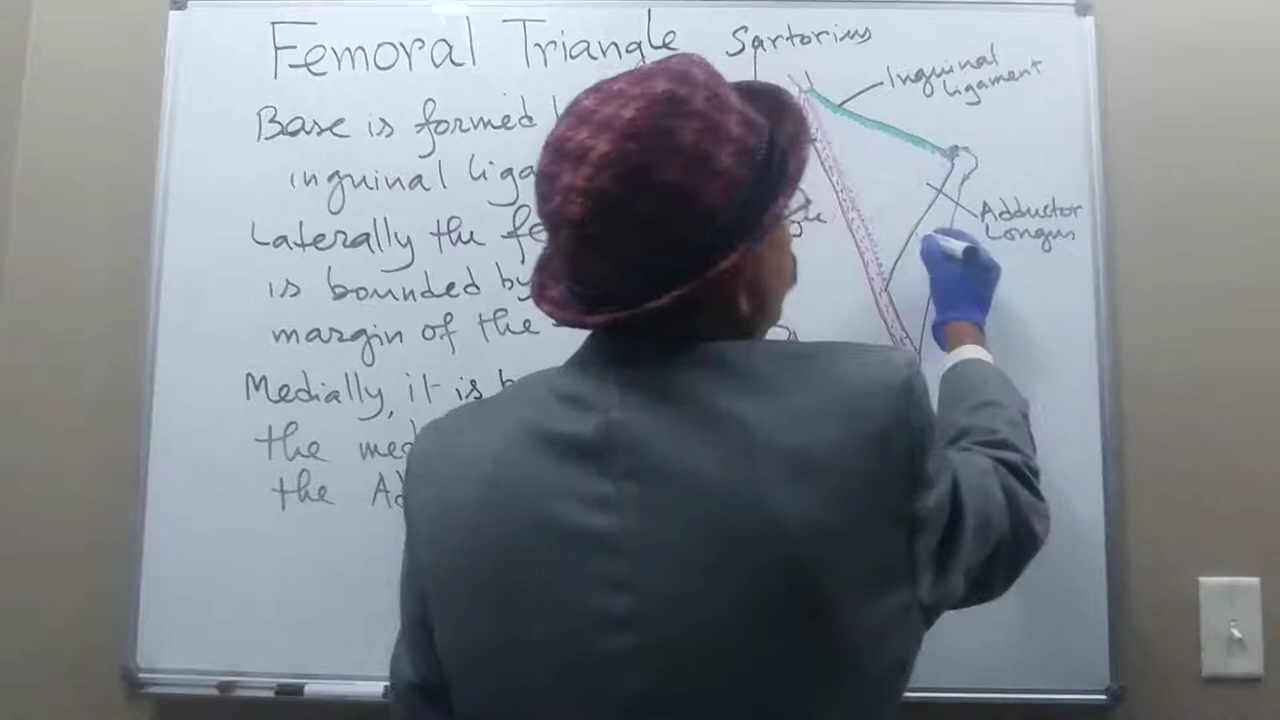 Femoral Triangle
Base is formed
inguinal liga
Laterally the fe
is bounded by
margin of the
Medially, it is b
the med
the Ad
Sartorius
Inguinal
ligament
Adductor
Longus